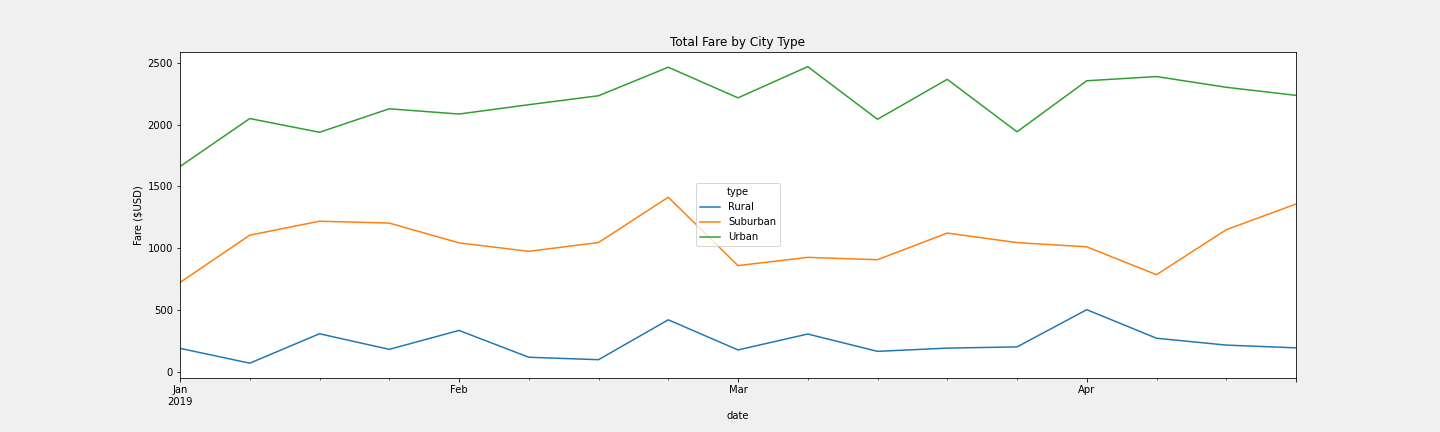 Total Fare by City Type
2500
2000
1500
1000
500
0
Fare ($USD)
type
Rural
Suburban
Urban
Jan
2019
Feb
Mar
Apr
date